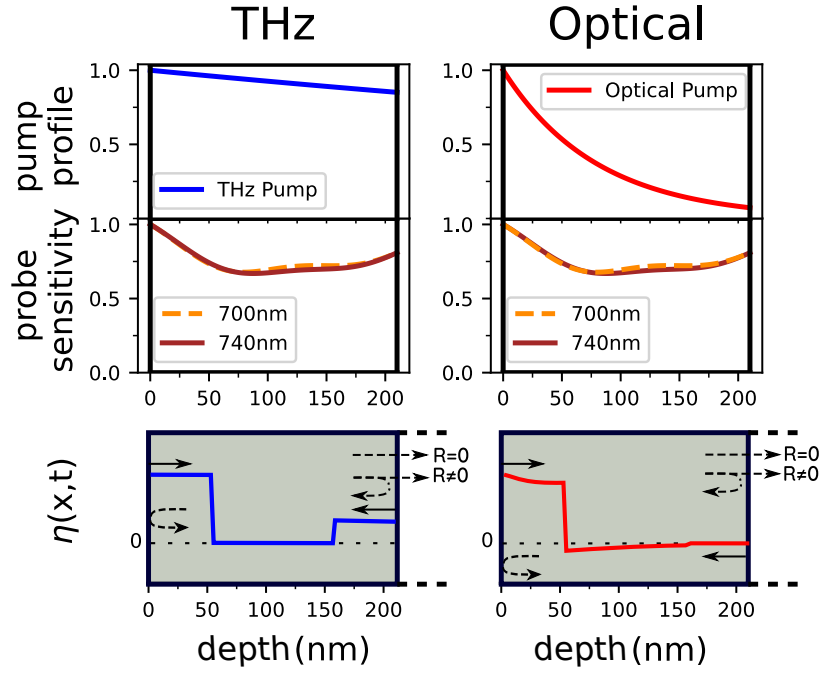 THz Optical
pump profile
1.0
0.5
THz Pump
1.0
0.5
Optical Pump
probe sensitivity
1.0
0.5
0.0
700nm
740nm
0 50 100 150 200
1.0
0.5
0.0
700nm
740nm
0 50 100 150 200
η(x,t)
0
R=0
R≠0
0 50 100 150 200
depth(nm)
0
R=0
R≠0
0 50 100 150 200
depth(nm)